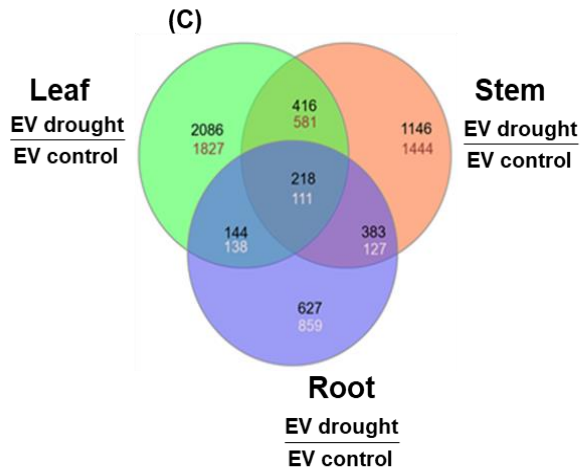 (C)
Leaf
EV drought
EV control
Stem
EV drought
EV control
416
581
2086
1827
1146
1444
218
111
144
138
383
127
627
859
Root
EV drought
EV control